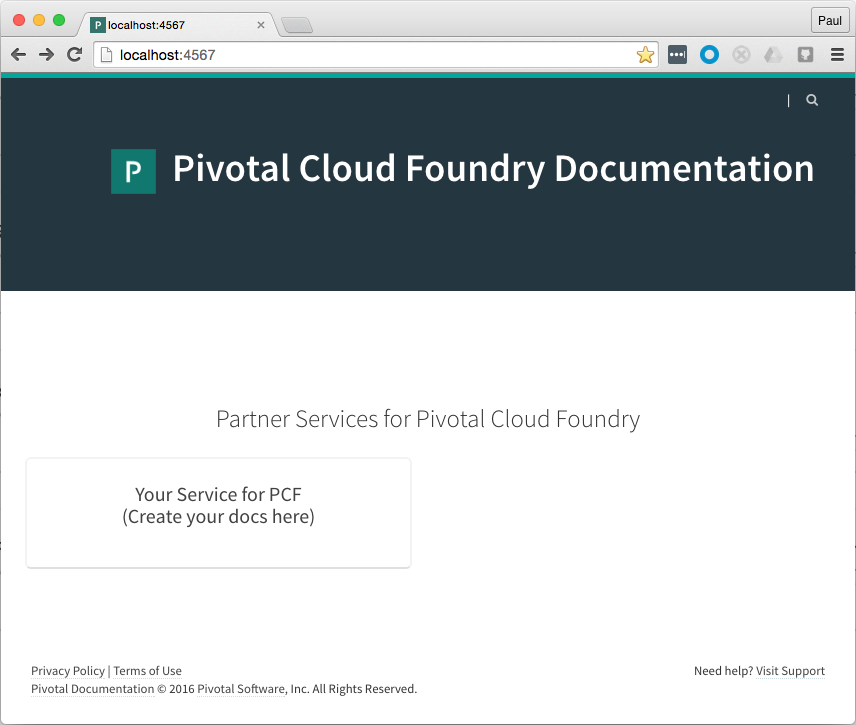 P localhost:4567
Paul
localhost:4567
|
P Pivotal Cloud Foundry Documentation
Partner Services for Pivotal Cloud Foundry
Your Service for PCF
(Create your docs here)
Privacy Policy | Terms of Use
Need help? Visit Support
Pivotal Documentation © 2016 Pivotal Software, Inc. All Rights Reserved.